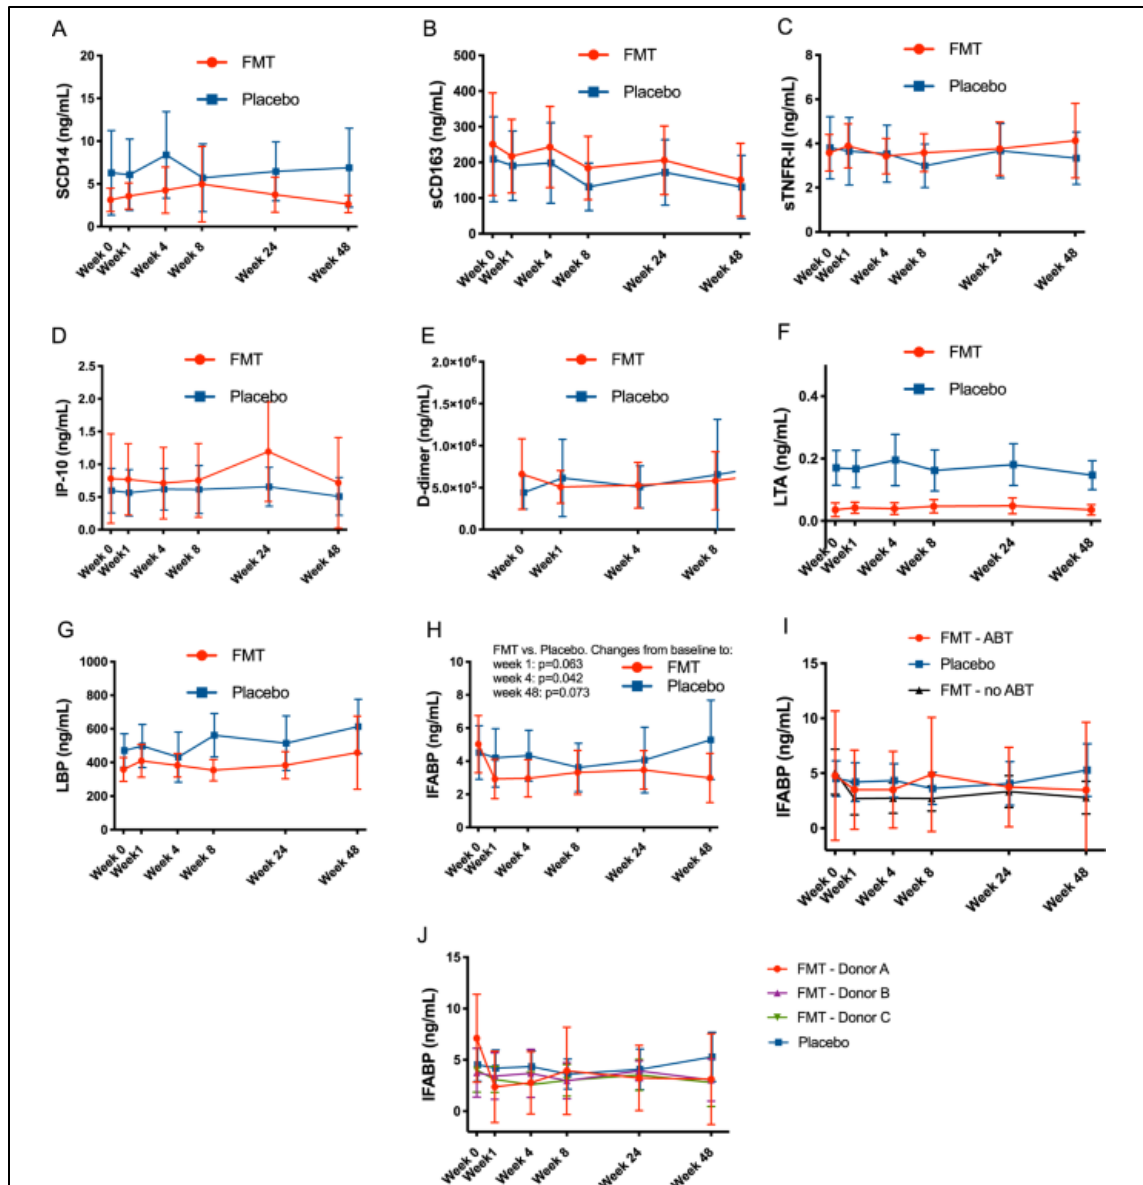 A
FMT
Placebo
SCD14 (ng/mL)
20
15
10
5
0
Week 0
Week1
Week 4
Week 8
Week 24
Week 48
B
FMT
Placebo
sCD163 (ng/mL)
500
400
300
200
100
0
Week 0
Week1
Week 4
Week 8
Week 24
Week 48
C
FMT
Placebo
sTNFR-II (ng/mL)
8
6
4
2
0
Week 0
Week1
Week 4
Week 8
Week 24
Week 48
D
FMT
Placebo
IP-10 (ng/mL)
2.5
2.0
1.5
1.0
0.5
0.0
Week 0
Week1
Week 4
Week 8
Week 24
Week 48
E
FMT
Placebo
D-dimer (ng/mL)
2.0×10⁶
1.5×10⁶
1.0×10⁶
5.0×10⁵
0.0
Week 0
Week 1
Week 4
Week 8
F
FMT
Placebo
LTA (ng/mL)
0.4
0.2
0.0
Week 0
Week1
Week 4
Week 8
Week 24
Week 48
G
FMT
Placebo
LBP (ng/mL)
1000
800
600
400
200
0
Week 0
Week1
Week 4
Week 8
Week 24
Week 48
H
FMT vs. Placebo. Changes from baseline to:
week 1: p=0.063
week 4: p=0.042
week 48: p=0.073
FMT
Placebo
IFABP (ng/mL)
10
8
6
4
2
0
Week 0
Week1
Week 4
Week 8
Week 24
Week 48
I
FMT - ABT
Placebo
FMT - no ABT
IFABP (ng/mL)
15
10
5
0
Week 0
Week1
Week 4
Week 8
Week 24
Week 48
J
FMT - Donor A
FMT - Donor B
FMT - Donor C
Placebo
IFABP (ng/mL)
15
10
5
0
Week 0
Week1
Week 4
Week 8
Week 24
Week 48